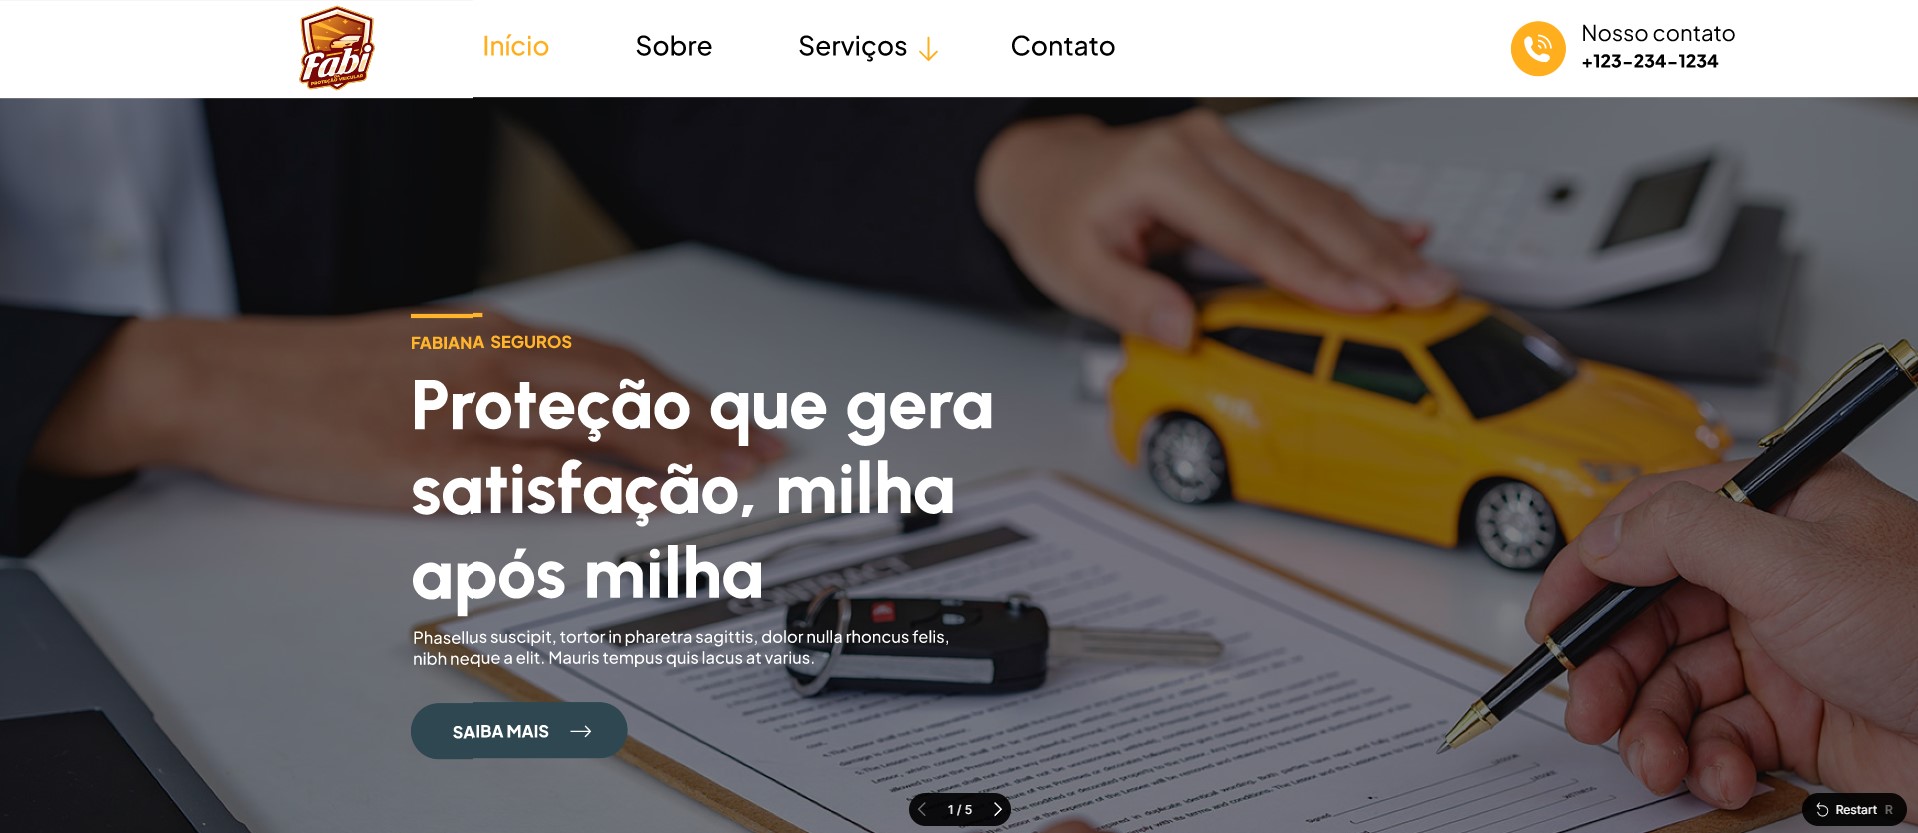 Fabi
PROTEÇÃO VEICULAR
Início
Sobre
Serviços
Contato
Nosso contato
+123-234-1234
FABIANA SEGUROS
Proteção que gera
satisfação, milha
após milha
Phasellus suscipit, tortor in pharetra sagittis, dolor nulla rhoncus felis,
nibh neque a elit. Mauris tempus quis lacus at varius.
SAIBA MAIS
1 / 5
Restart R